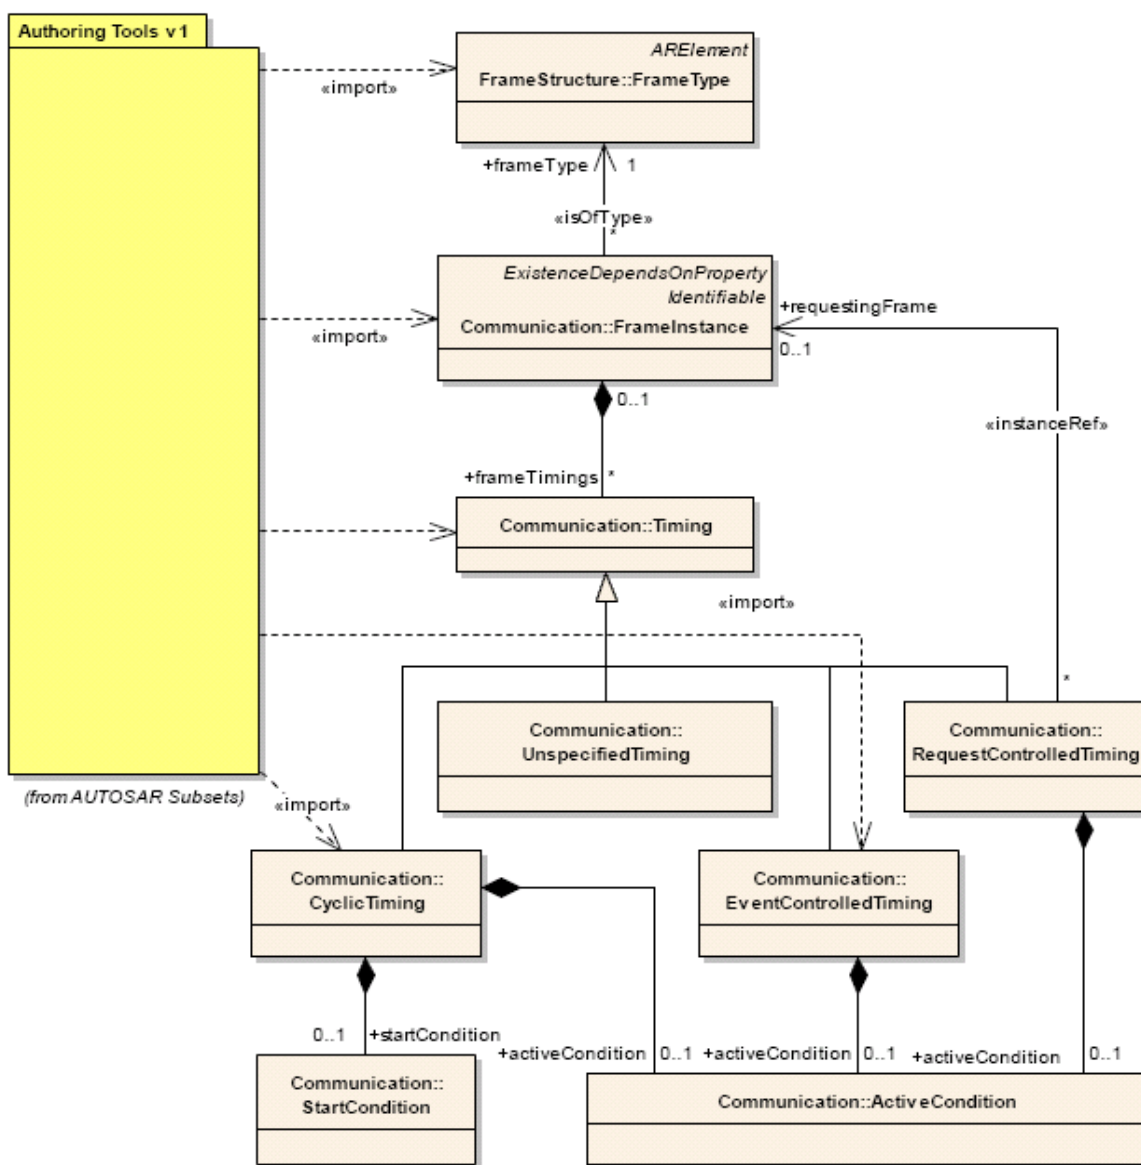 Authoring Tools v1
ARElement
FrameStructure::FrameType
«import»
+frameType 1
«isOfType»
*
ExistenceDependsOnProperty
Identifiable
Communication::FrameInstance
+requestingFrame
0..1
«import»
0..1
«instanceRef»
+frameTimings *
Communication::Timing
«import»
*
Communication::
UnspecifiedTiming
Communication::
RequestControlledTiming
(from AUTOSAR Subsets)
«import»
Communication::
CyclicTiming
Communication::
EventControlledTiming
0..1 +startCondition
+activeCondition 0..1
+activeCondition 0..1
+activeCondition 0..1
Communication::
StartCondition
Communication::ActiveCondition